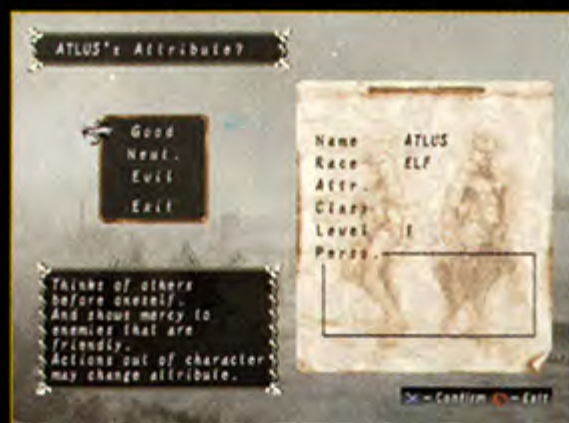 ATLUS's Attribute?
Good
Neut.
Evil
Exit
Name ATLUS
Race ELF
Attr.
Class
Level 1
Perso.
Thinks of others
before oneself.
And shows mercy to
enemies that are
friendly.
Actions out of character
may change attribute.
X - Confirm O - Exit